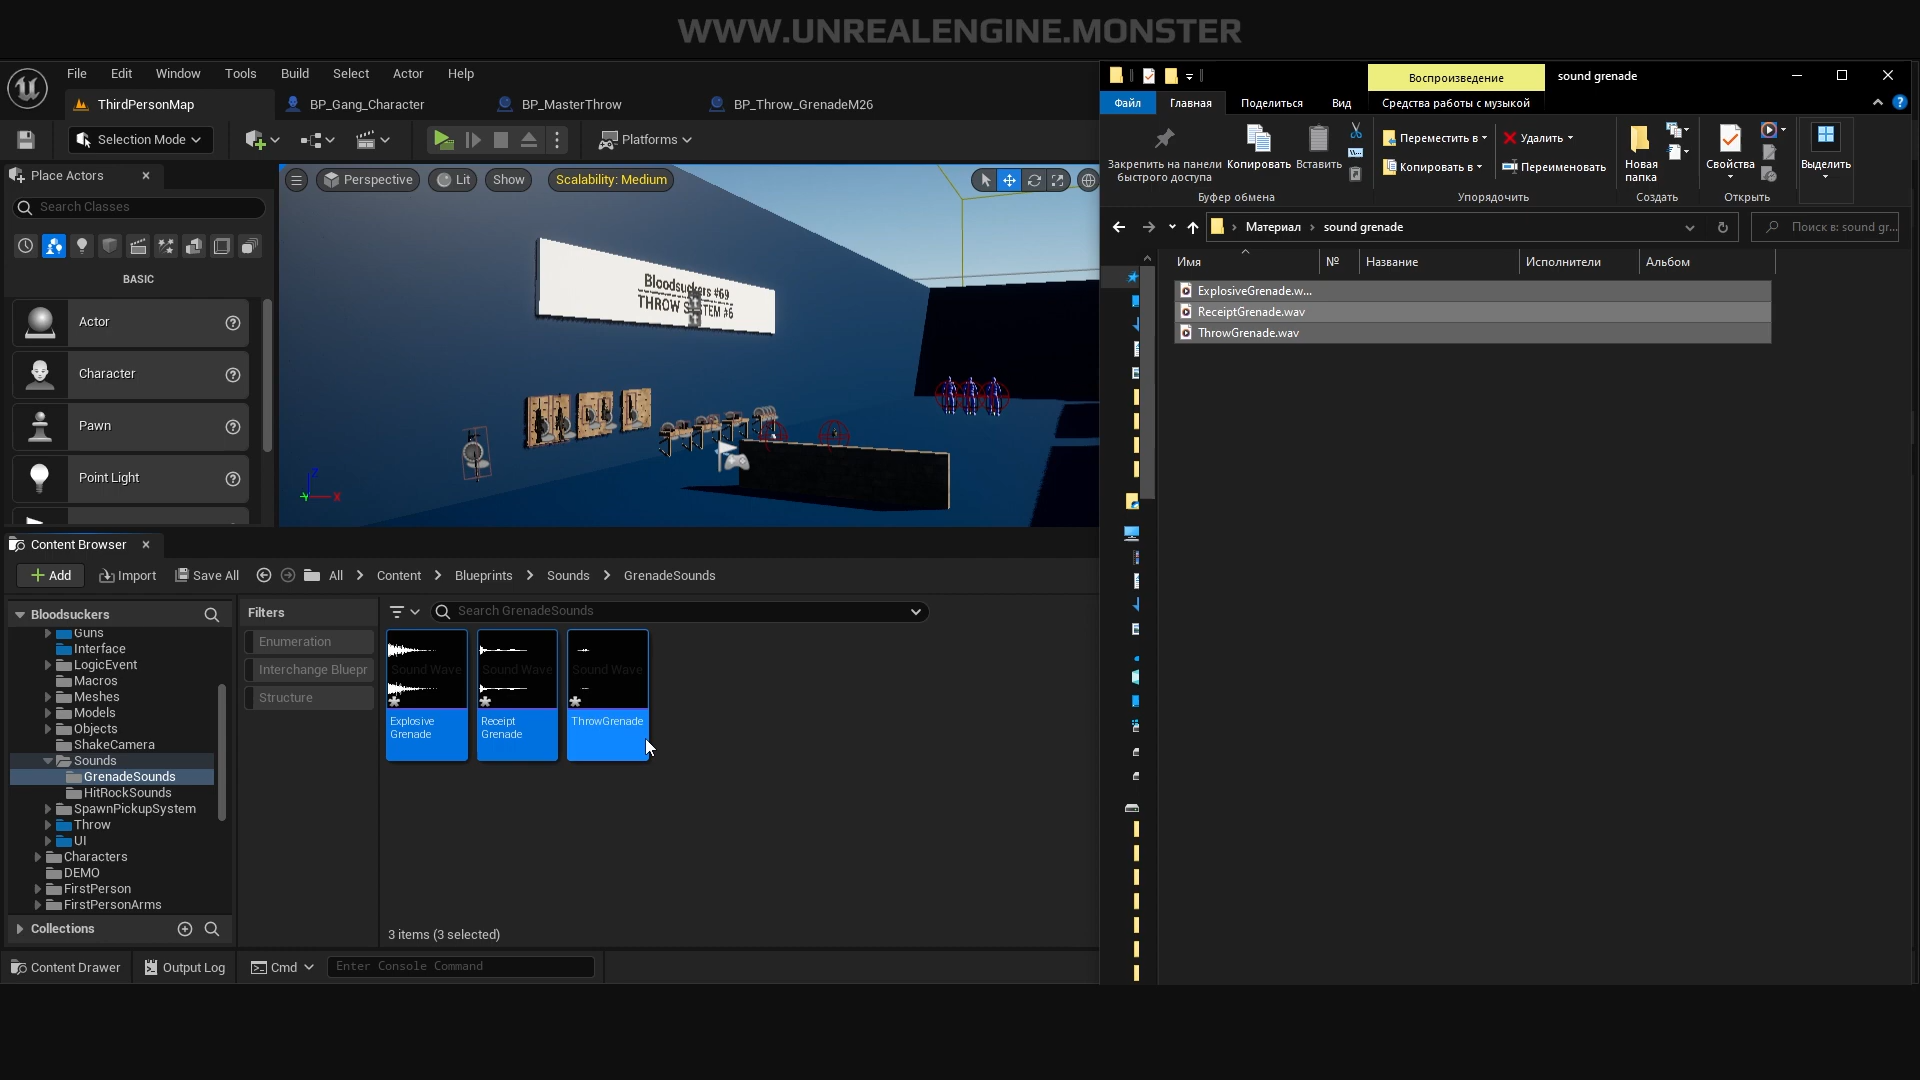 WWW.UNREALENGINE.MONSTER
File Edit Window Tools Build Select Actor Help
ThirdPersonMap BP_Gang_Character BP_MasterThrow BP_Throw_GrenadeM26
Selection Mode Platforms
Place Actors
Search Classes
BASIC
Actor
Character
Pawn
Point Light
Perspective Lit Show Scalability: Medium
Bloodsuckers #69
THROW SYSTEM #6
Z
X
Content Browser
Add Import Save All All Content Blueprints Sounds GrenadeSounds
Bloodsuckers
Guns
Interface
LogicEvent
Macros
Meshes
Models
Objects
ShakeCamera
Sounds
GrenadeSounds
HitRockSounds
SpawnPickupSystem
Throw
UI
Characters
DEMO
FirstPerson
FirstPersonArms
Collections
Filters
Enumeration
Interchange Bluepr
Structure
Search GrenadeSounds
Sound Wave Sound Wave Sound Wave
Explosive Grenade
Receipt Grenade
ThrowGrenade
3 items (3 selected)
Content Drawer Output Log Cmd Enter Console Command
Воспроизведение sound grenade
Файл Главная Поделиться Вид Средства работы с музыкой
Закрепить на панели быстрого доступа
Копировать
Вставить
Буфер обмена
Переместить в
Копировать в
Удалить
Переименовать
Упорядочить
Новая папка
Создать
Свойства
Открыть
Выделить
Материал sound grenade Поиск в: sound gr...
Имя № Название Исполнители Альбом
ExplosiveGrenade.w...
ReceiptGrenade.wav
ThrowGrenade.wav